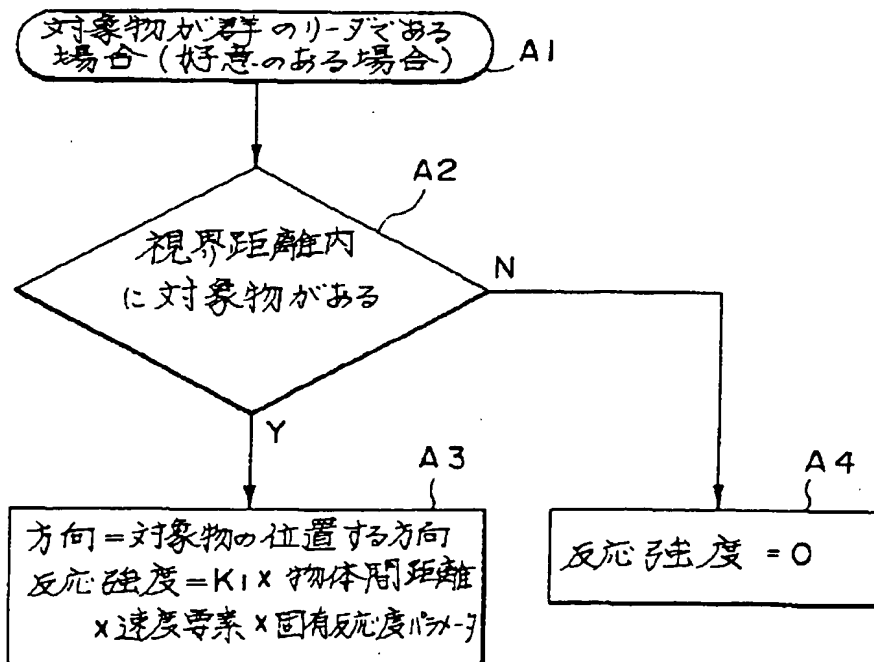 対象物が群のリーダである
場合(好意のある場合)
A1
A2
視界距離内
に対象物がある
N
Y
A3
方向=対象物の位置する方向
反応強度=K1×物体間距離
×速度要素×固有反応度パラメータ
A4
反応強度=0